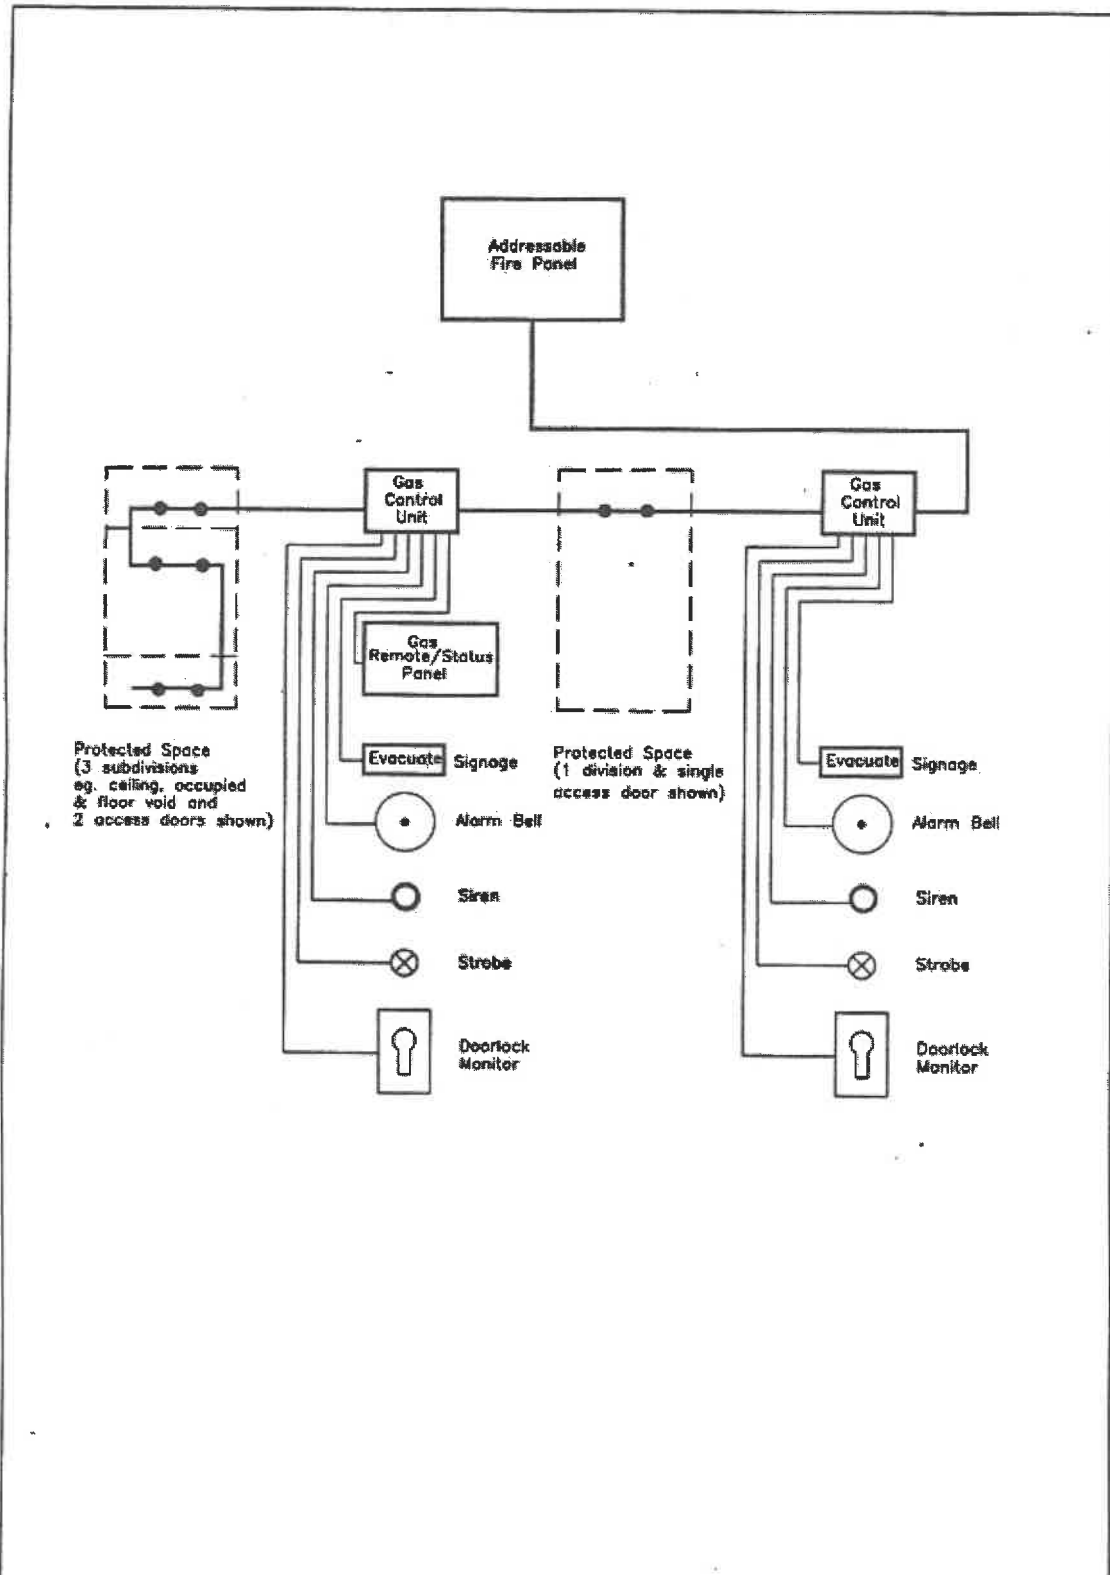 Addressable
Fire Panel
Gas
Control
Unit
Gas
Control
Unit
Gas
Remote/Status
Panel
Protected Space
(3 subdivisions
eg. ceiling, occupied
& floor void and
2 access doors shown)
Evacuate Signage
Alarm Bell
Siren
Strobe
Doorlock
Monitor
Protected Space
(1 division & single
access door shown)
Evacuate Signage
Alarm Bell
Siren
Strobe
Doorlock
Monitor